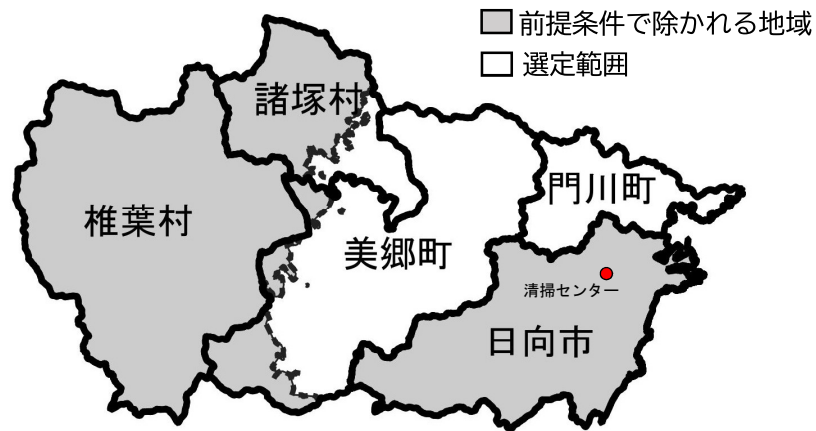 前提条件で除かれる地域
選定範囲
諸塚村
椎葉村
美郷町
門川町
清掃センター
日向市